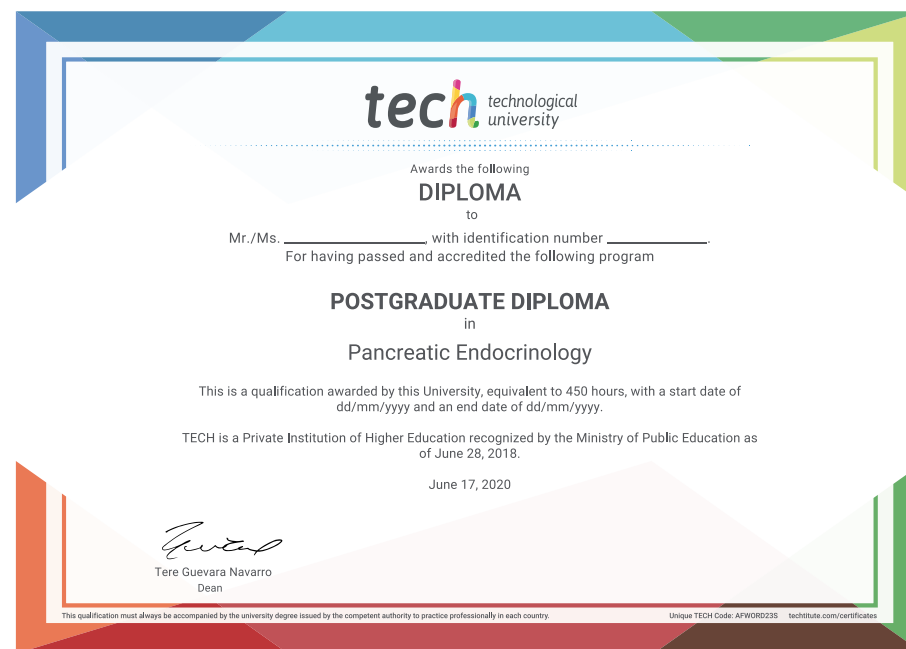 tech technological
university
Awards the following
DIPLOMA
to
Mr./Ms. ____________, with identification number ____________.
For having passed and accredited the following program
POSTGRADUATE DIPLOMA
in
Pancreatic Endocrinology
This is a qualification awarded by this University, equivalent to 450 hours, with a start date of
dd/mm/yyyy and an end date of dd/mm/yyyy.
TECH is a Private Institution of Higher Education recognized by the Ministry of Public Education as
of June 28, 2018.
June 17, 2020
Tere Guevara Navarro
Dean
This qualification must always be accompanied by the university degree issued by the competent authority to practice professionally in each country.
Unique TECH Code: AFWORD23S techtitute.com/certificates